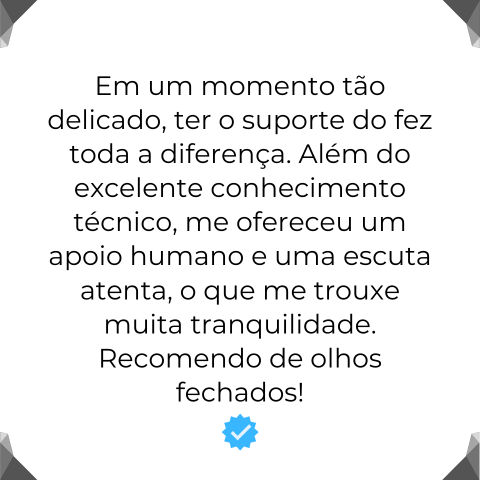 Em um momento tão
delicado, ter o suporte do fez
toda a diferença. Além do
excelente conhecimento
técnico, me ofereceu um
apoio humano e uma escuta
atenta, o que me trouxe
muita tranquilidade.
Recomendo de olhos
fechados!